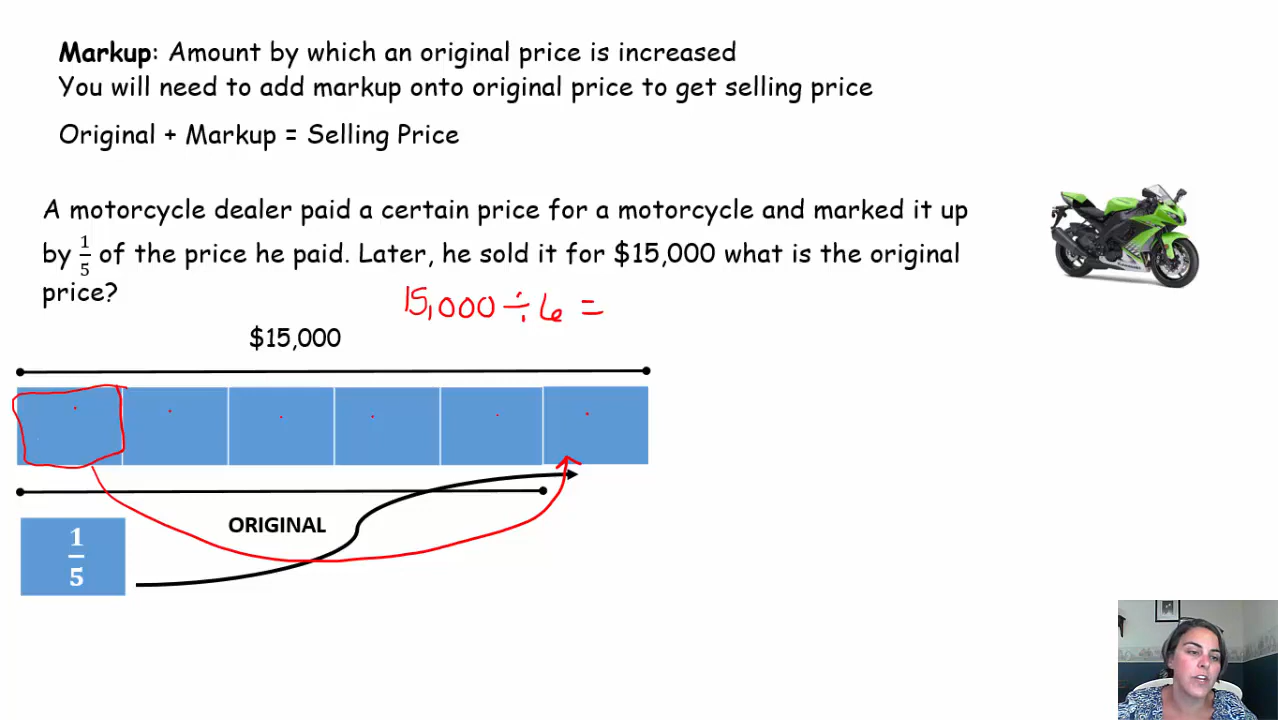 Markup: Amount by which an original price is increased
You will need to add markup onto original price to get selling price
Original + Markup = Selling Price
A motorcycle dealer paid a certain price for a motorcycle and marked it up
by 1/5 of the price he paid. Later, he sold it for $15,000 what is the original
price?
15,000 ÷ 6 =
$15,000
ORIGINAL
1/5